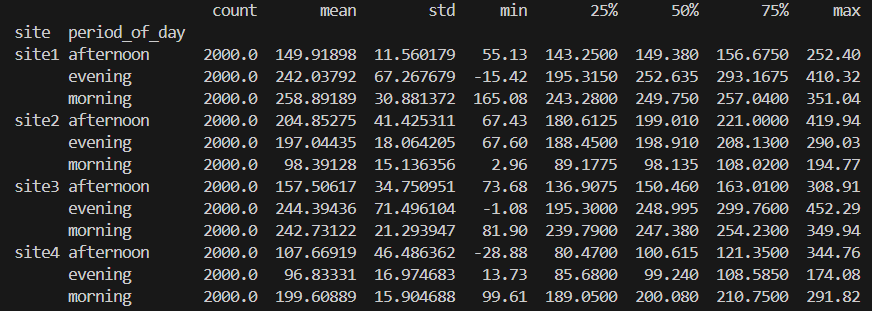 count mean std min 25% 50% 75% max
site period_of_day
site1 afternoon 2000.0 149.91898 11.560179 55.13 143.2500 149.380 156.6750 252.40
evening 2000.0 242.03792 67.267679 -15.42 195.3150 252.635 293.1675 410.32
morning 2000.0 258.89189 30.881372 165.08 243.2800 249.750 257.0400 351.04
site2 afternoon 2000.0 204.85275 41.425311 67.43 180.6125 199.010 221.0000 419.94
evening 2000.0 197.04435 18.064205 67.60 188.4500 198.910 208.1300 290.03
morning 2000.0 98.39128 15.136356 2.96 89.1775 98.135 108.0200 194.77
site3 afternoon 2000.0 157.50617 34.750951 73.68 136.9075 150.460 163.0100 308.91
evening 2000.0 244.39436 71.496104 -1.08 195.3000 248.995 299.7600 452.29
morning 2000.0 242.73122 21.293947 81.90 239.7900 247.380 254.2300 349.94
site4 afternoon 2000.0 107.66919 46.486362 -28.88 80.4700 100.615 121.3500 344.76
evening 2000.0 96.83331 16.974683 13.73 85.6800 99.240 108.5850 174.08
morning 2000.0 199.60889 15.904688 99.61 189.0500 200.080 210.7500 291.82